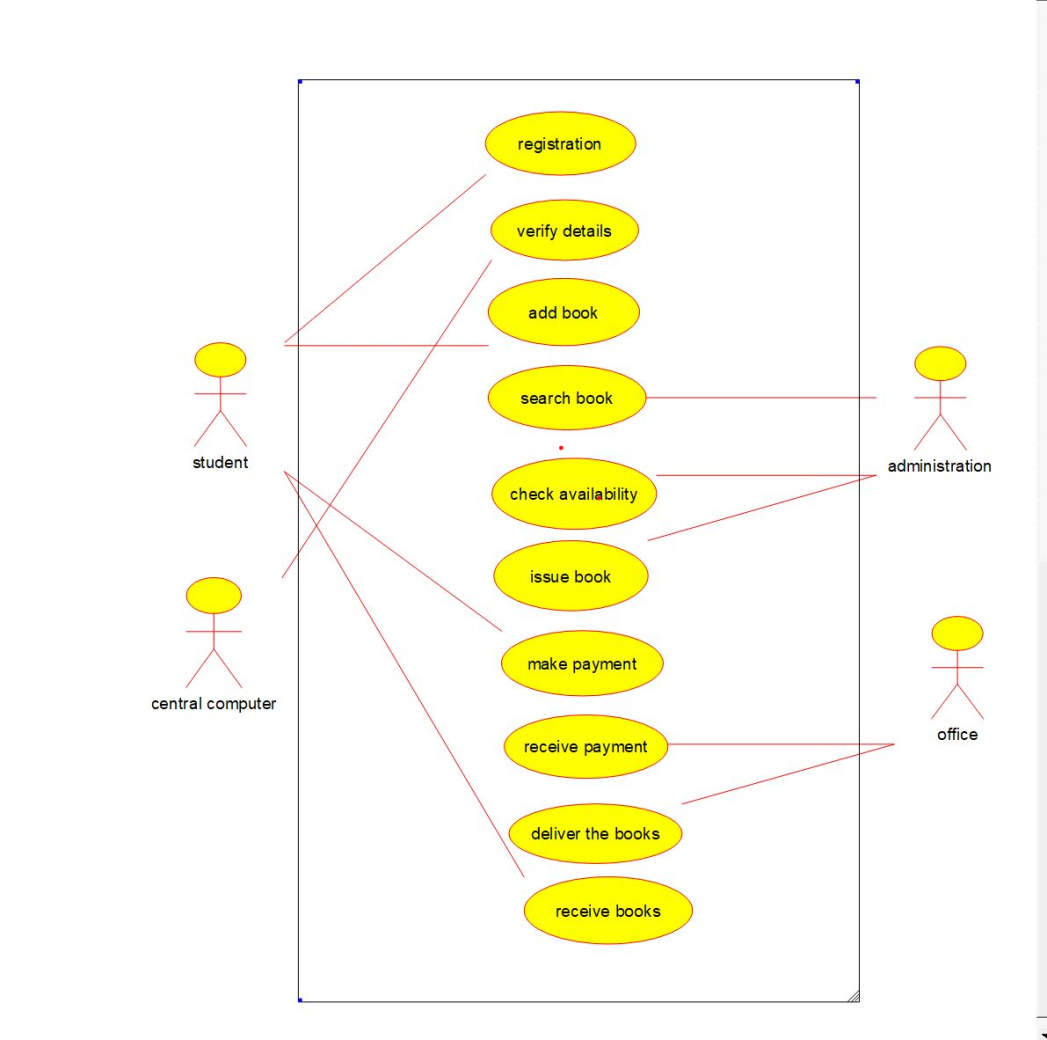 registration
verify details
add book
search book
student
administration
check availability
issue book
make payment
central computer
office
receive payment
deliver the books
receive books